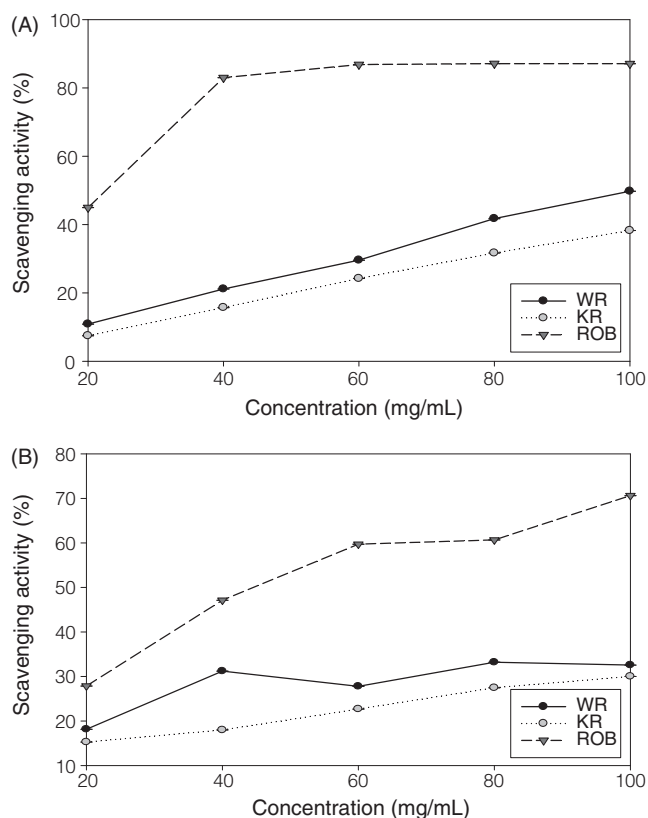 (A)
100
80
60
40
20
0
Scavenging activity (%)
WR
KR
ROB
20 40 60 80 100
Concentration (mg/mL)
(B)
80
70
60
50
40
30
20
10
Scavenging activity (%)
WR
KR
ROB
20 40 60 80 100
Concentration (mg/mL)